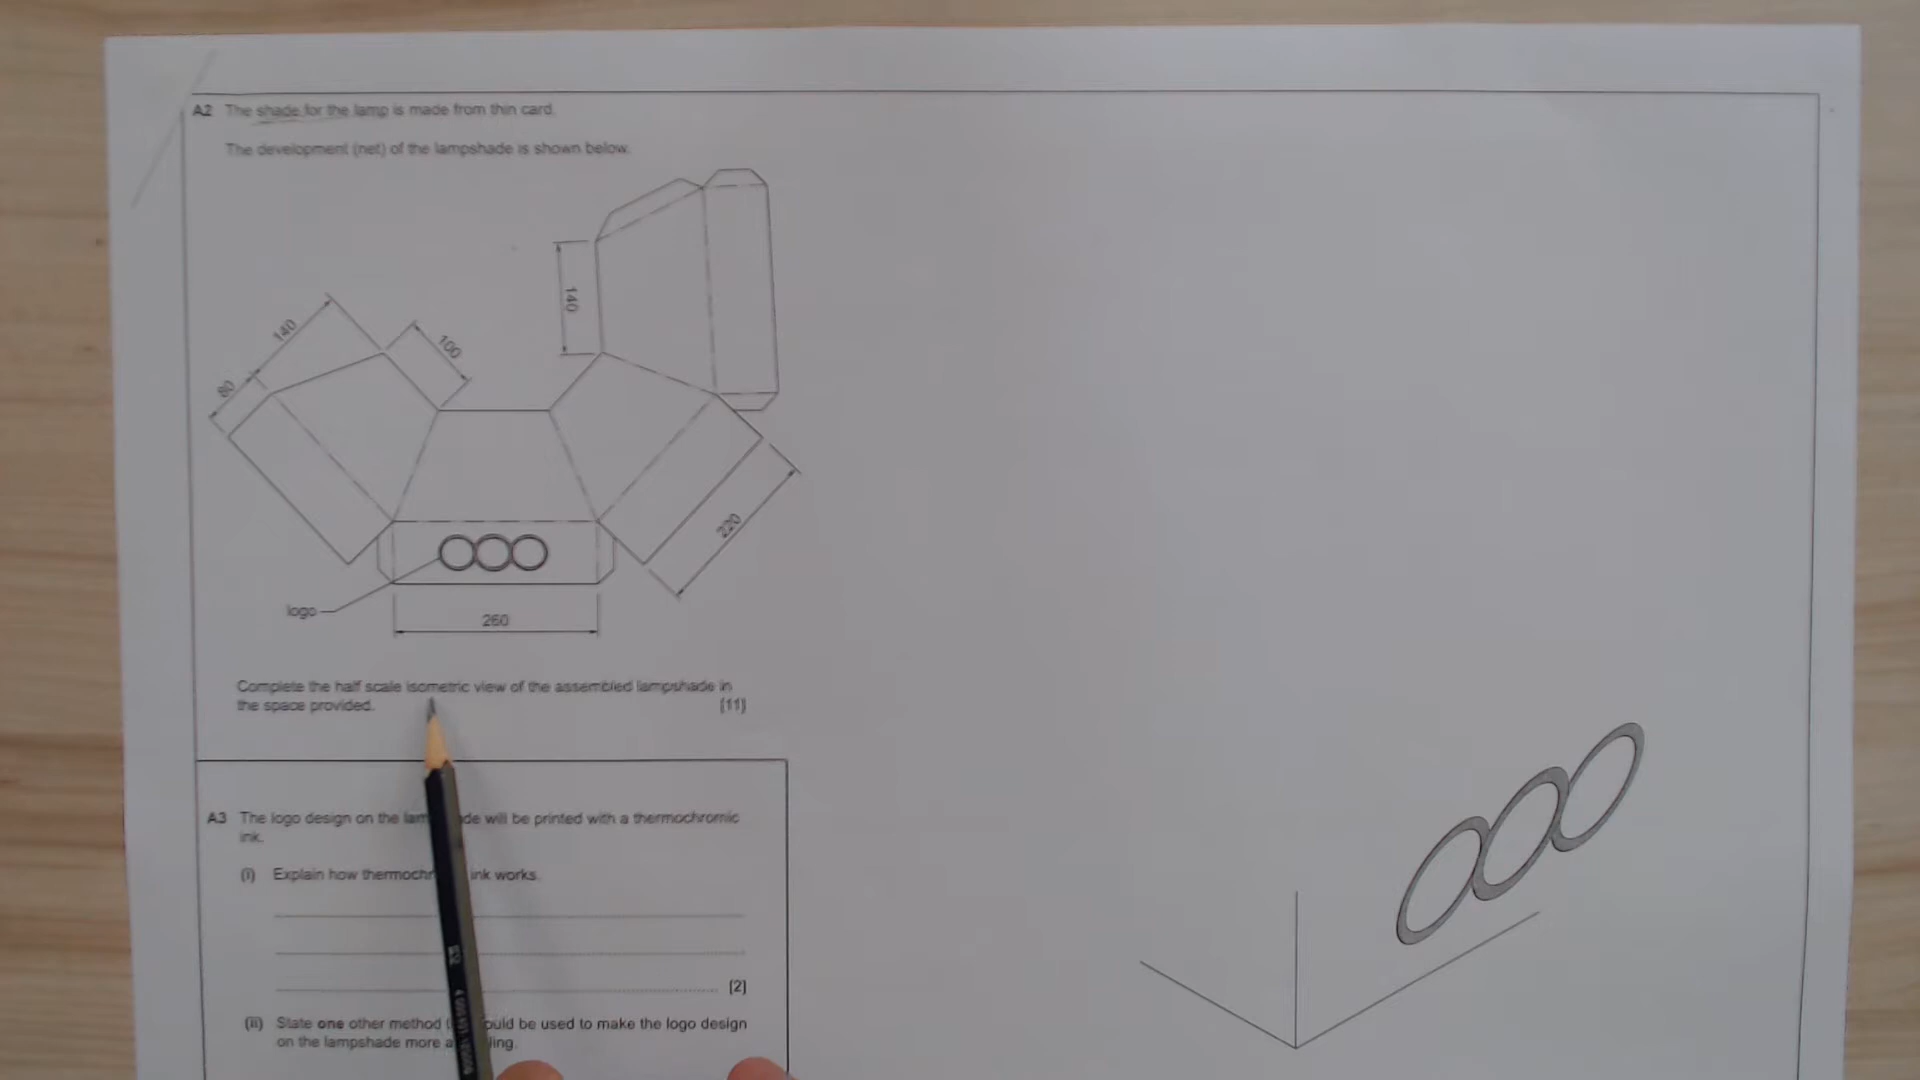 A2 The shade for the lamp is made from thin card.
The development (net) of the lampshade is shown below.
140
140
100
80
220
logo
260
Complete the half scale isometric view of the assembled lampshade in
the space provided. [11]
A3 The logo design on the lam de will be printed with a thermochromic
ink.
(i) Explain how thermochr ink works.
[2]
(ii) State one other method ould be used to make the logo design
on the lampshade more a ling.